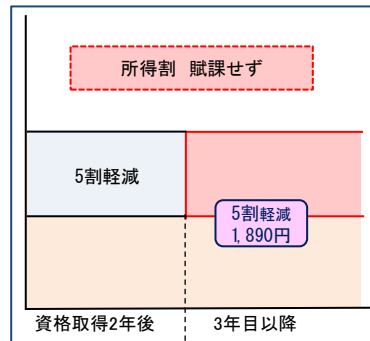 所得割 賦課せず
5割軽減
5割軽減
1,890円
資格取得2年後
3年目以降